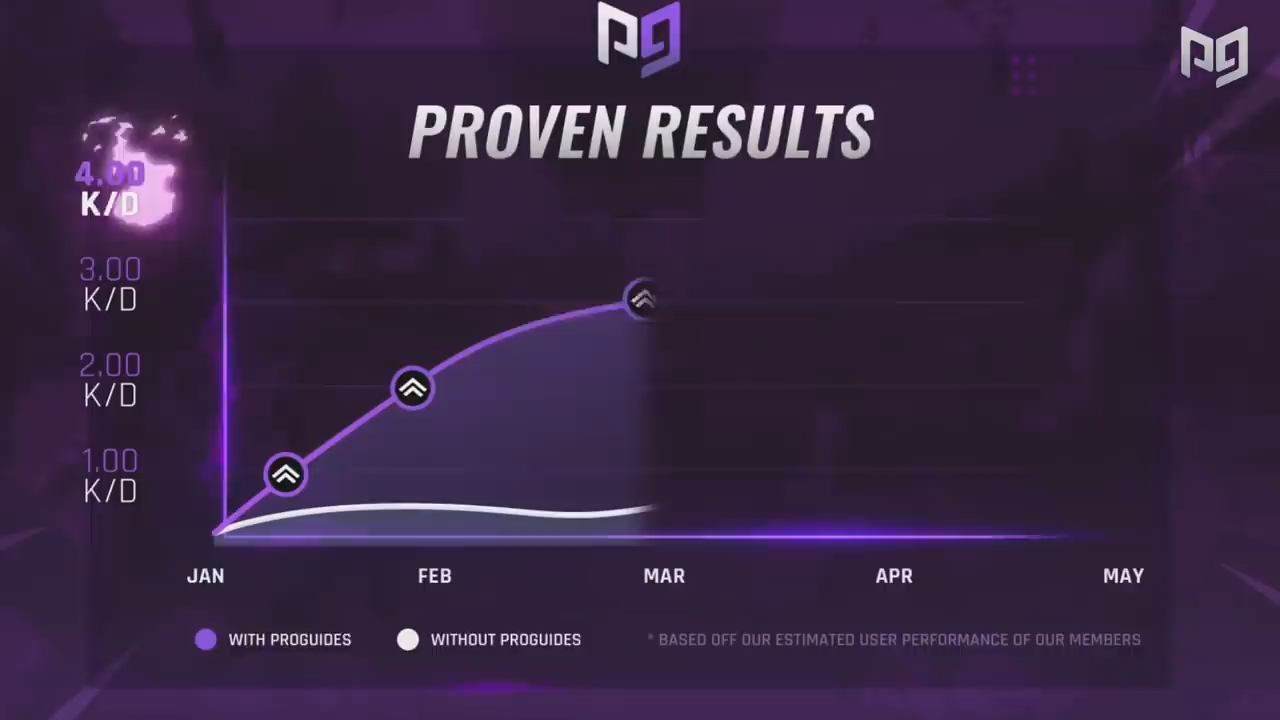 PG
PG
PROVEN RESULTS
4.00
K/D
3.00
K/D
2.00
K/D
1.00
K/D
JAN FEB MAR APR MAY
WITH PROGUIDES WITHOUT PROGUIDES * BASED OFF OUR ESTIMATED USER PERFORMANCE OF OUR MEMBERS